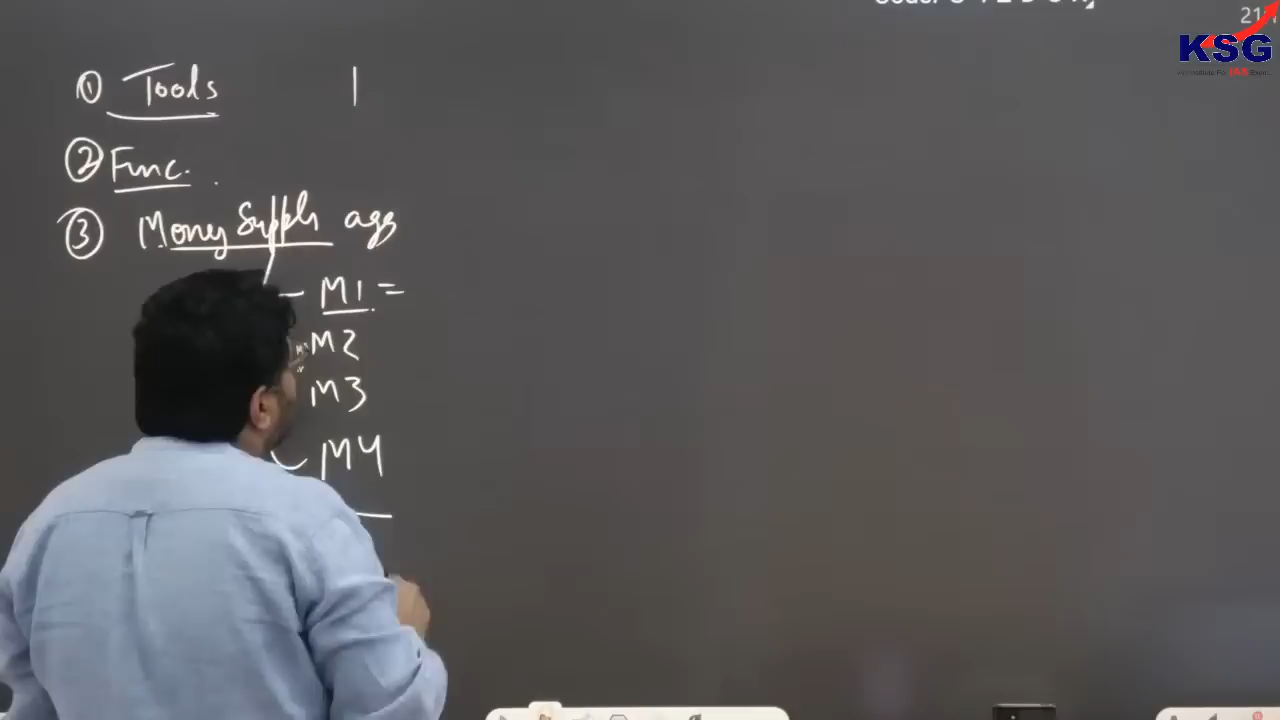 ① Tools |
② Func.
③ Money Supply agg
- M1 =
M2
M3
M4
KSG